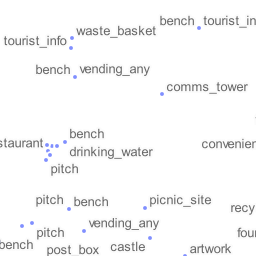 bench tourist_in
waste_basket
tourist_info
bench vending_any
comms_tower
bench
staurant
convenien
drinking_water
pitch
pitch bench picnic_site
recy
vending_any
pitch
four
bench
post_box castle artwork